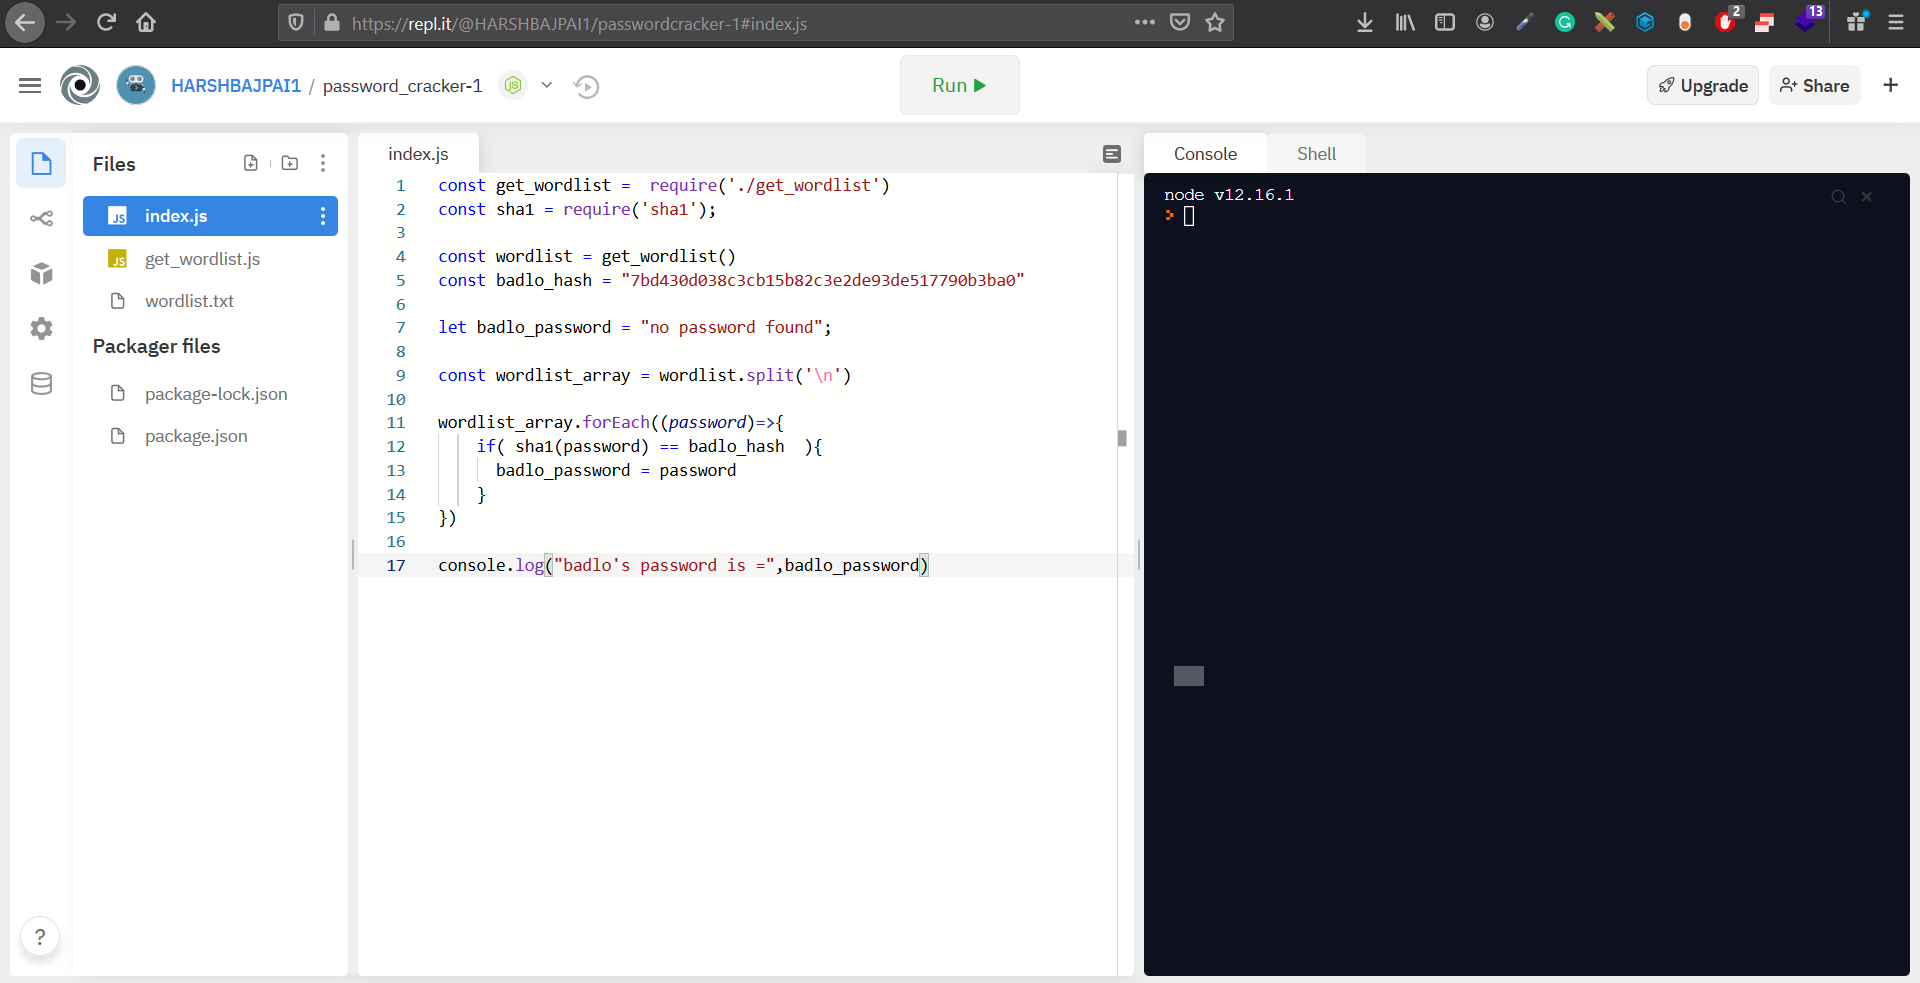 https://repl.it/@HARSHBAJPAI1/passwordcracker-1#index.js
2
13
HARSHBAJPAI1 / password_cracker-1
Run
Upgrade
Share
Files
index.js
get_wordlist.js
wordlist.txt
Packager files
package-lock.json
package.json
?
index.js
1 const get_wordlist =  require('./get_wordlist')
2 const sha1 = require('sha1');
3
4 const wordlist = get_wordlist()
5 const badlo_hash = "7bd430d038c3cb15b82c3e2de93de517790b3ba0"
6
7 let badlo_password = "no password found";
8
9 const wordlist_array = wordlist.split('\n')
10
11 wordlist_array.forEach((password)=>{
12     if( sha1(password) == badlo_hash  ){
13       badlo_password = password
14     }
15 })
16
17 console.log("badlo's password is =",badlo_password)
Console
Shell
node v12.16.1